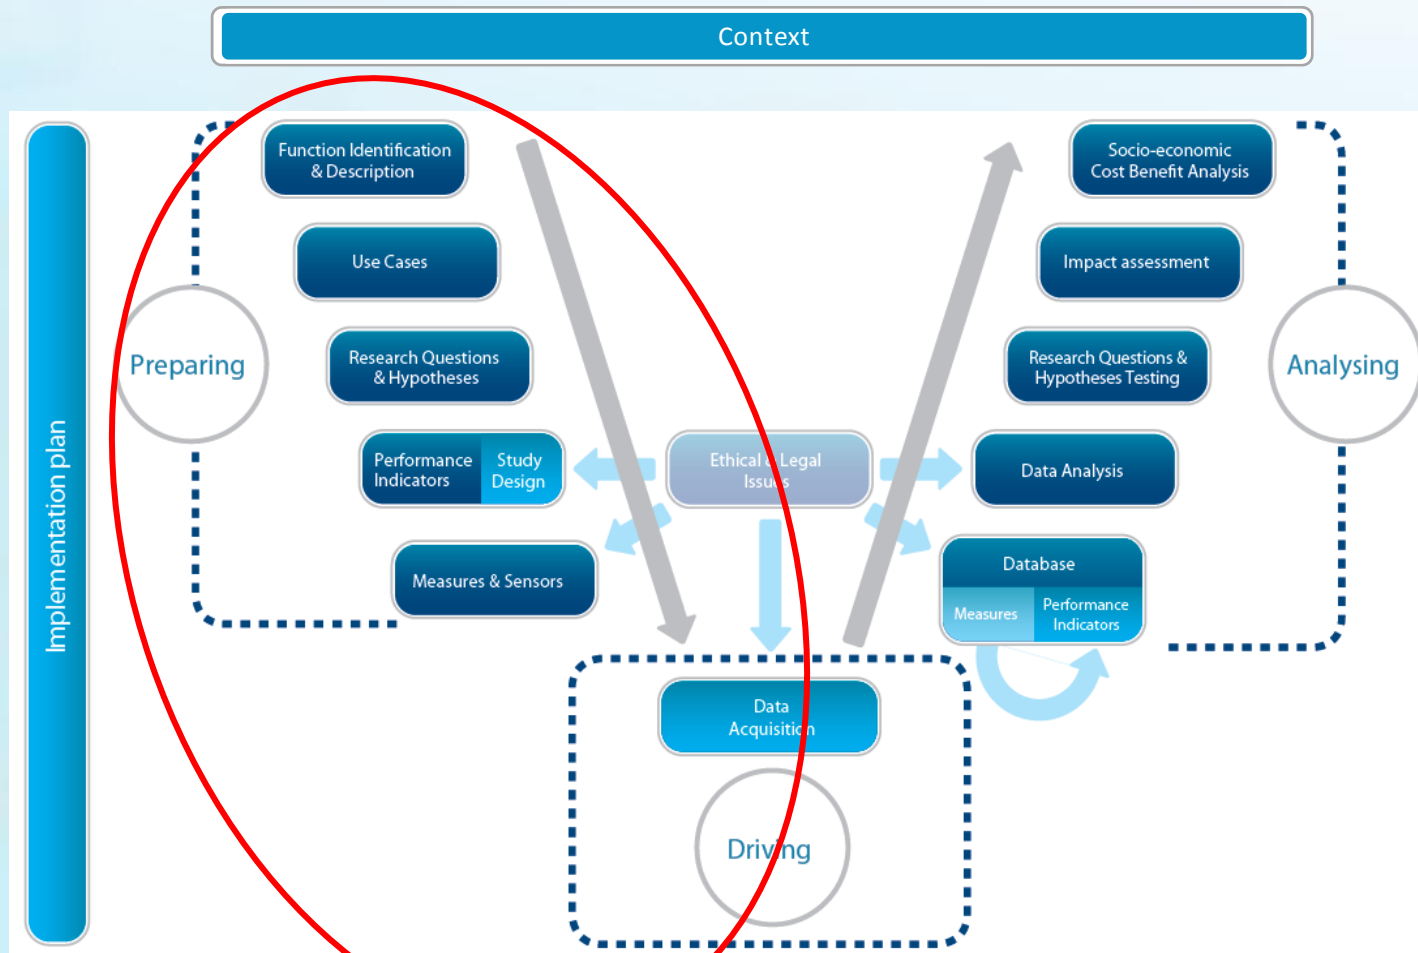 Context
Implementation plan
Preparing
Function Identification
& Description
Use Cases
Research Questions
& Hypotheses
Performance
Indicators
Study
Design
Measures & Sensors
Ethical & Legal
Issues
Data
Acquisition
Driving
Socio-economic
Cost Benefit Analysis
Impact assessment
Research Questions &
Hypotheses Testing
Data Analysis
Database
Measures
Performance
Indicators
Analysing